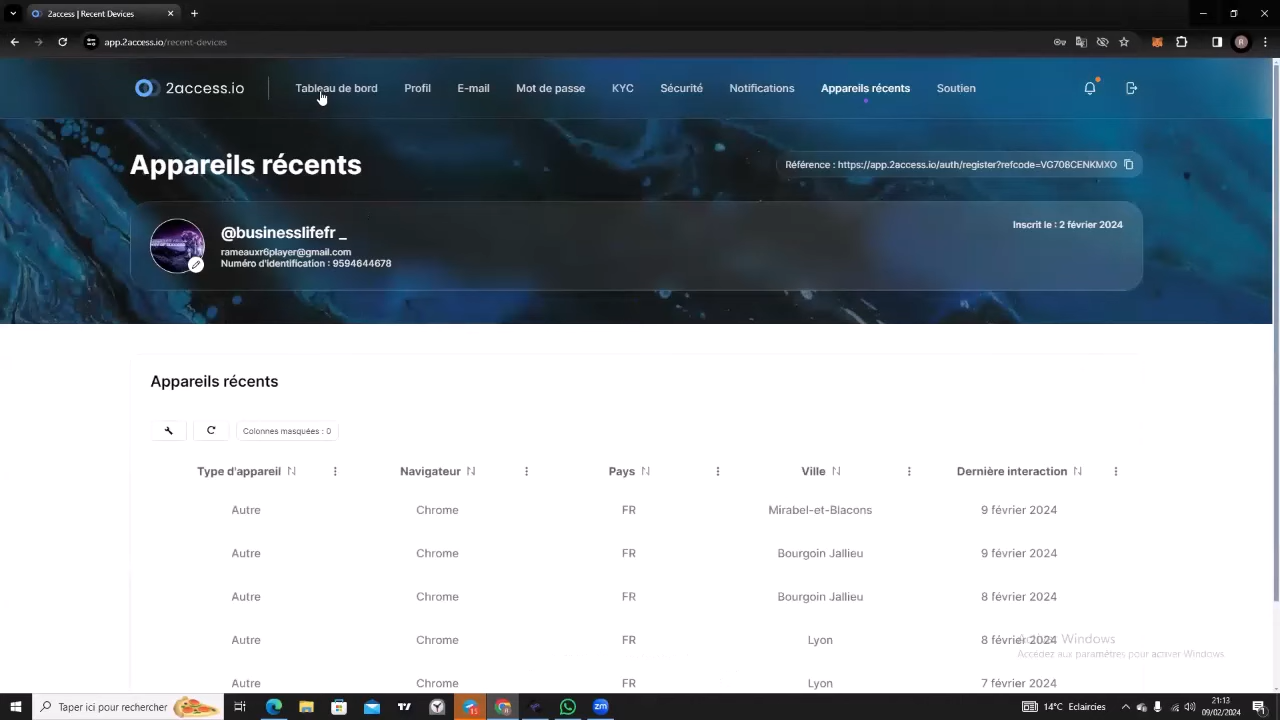 2access | Recent Devices
app.2access.io/recent-devices
2access.io
Tableau de bord
Profil
E-mail
Mot de passe
KYC
Sécurité
Notifications
Appareils récents
Soutien
Appareils récents
Référence : https://app.2access.io/auth/register?refcode=VG708CENKMXO
@businesslifefr _
Inscrit le : 2 février 2024
rameauxr6player@gmail.com
Numéro d'identification : 9594644678
Appareils récents
Colonnes masquées : 0
Type d'appareil Navigateur Pays Ville Dernière interaction
Autre Chrome FR Mirabel-et-Blacons 9 février 2024
Autre Chrome FR Bourgoin Jallieu 9 février 2024
Autre Chrome FR Bourgoin Jallieu 8 février 2024
Autre Chrome FR Lyon 8 février 2024
Activer Windows
Accédez aux paramètres pour activer Windows.
Autre Chrome FR Lyon 7 février 2024
Taper ici pour rechercher
14°C Eclaircies
21:13
09/02/2024